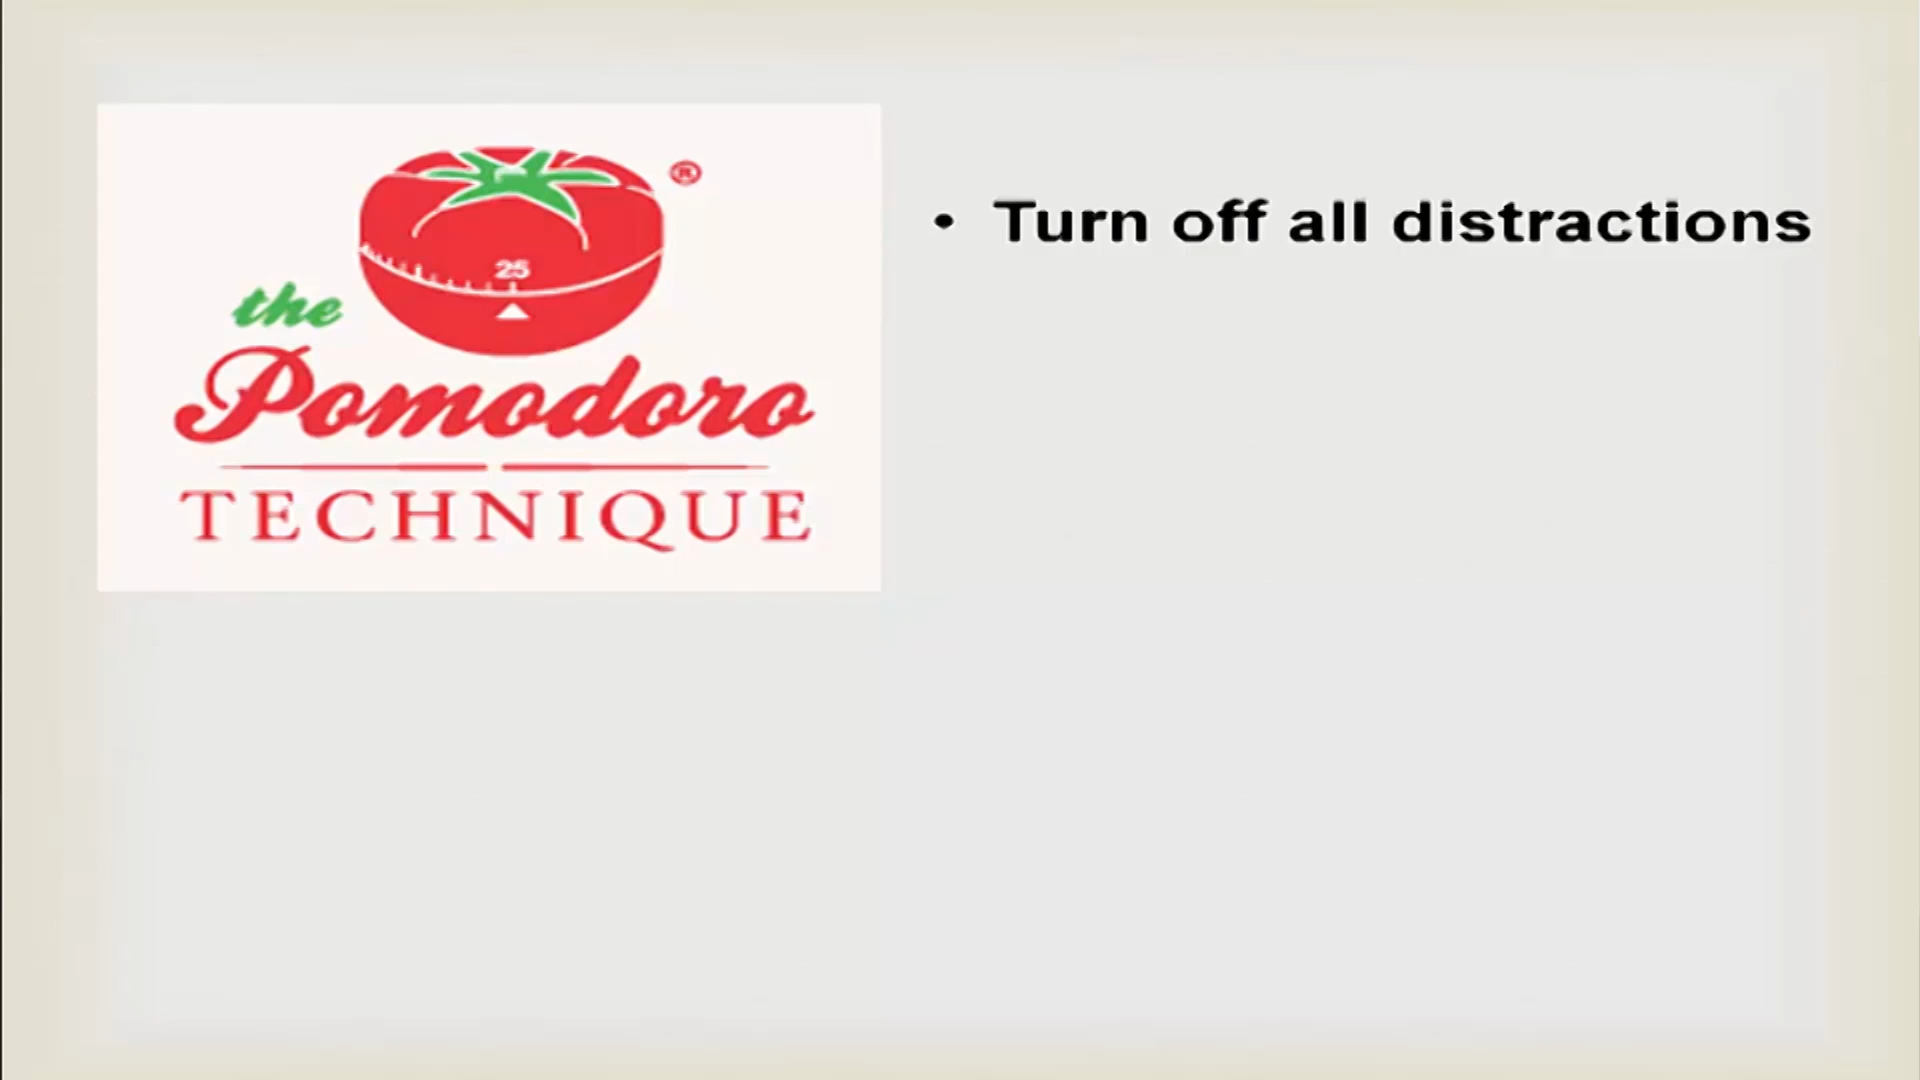 ®
25
the
Pomodoro
TECHNIQUE
• Turn off all distractions